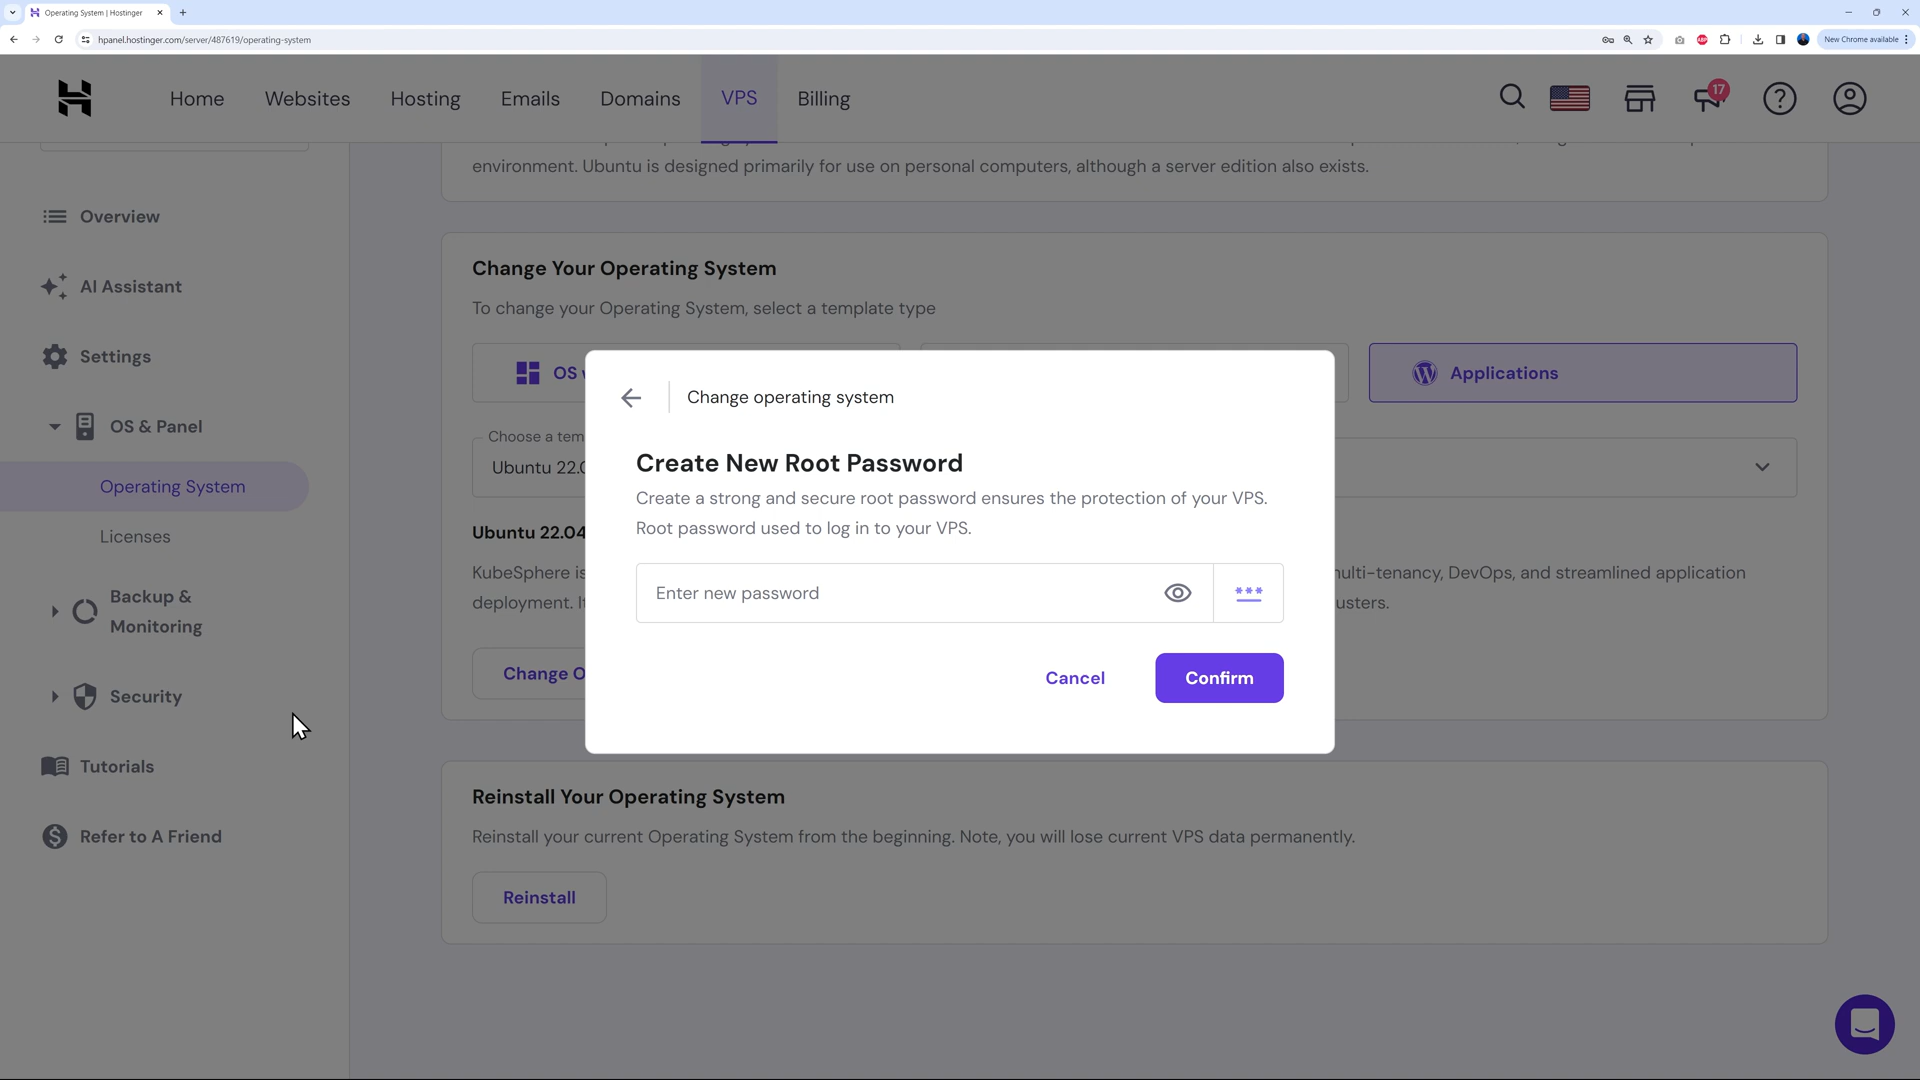 Operating System | Hostinger
hpanel.hostinger.com/server/487619/operating-system
ABP
New Chrome available
Home
Websites
Hosting
Emails
Domains
VPS
Billing
17
environment. Ubuntu is designed primarily for use on personal computers, although a server edition also exists.
Overview
AI Assistant
Settings
OS & Panel
Operating System
Licenses
Backup &
Monitoring
Security
Tutorials
Refer to A Friend
Change Your Operating System
To change your Operating System, select a template type
OS
Applications
Choose a tem
Ubuntu 22.0
Ubuntu 22.04
KubeSphere is
multi-tenancy, DevOps, and streamlined application
deployment. It
usters.
Change O
Change operating system
Create New Root Password
Create a strong and secure root password ensures the protection of your VPS.
Root password used to log in to your VPS.
Enter new password
***
Cancel
Confirm
Reinstall Your Operating System
Reinstall your current Operating System from the beginning. Note, you will lose current VPS data permanently.
Reinstall